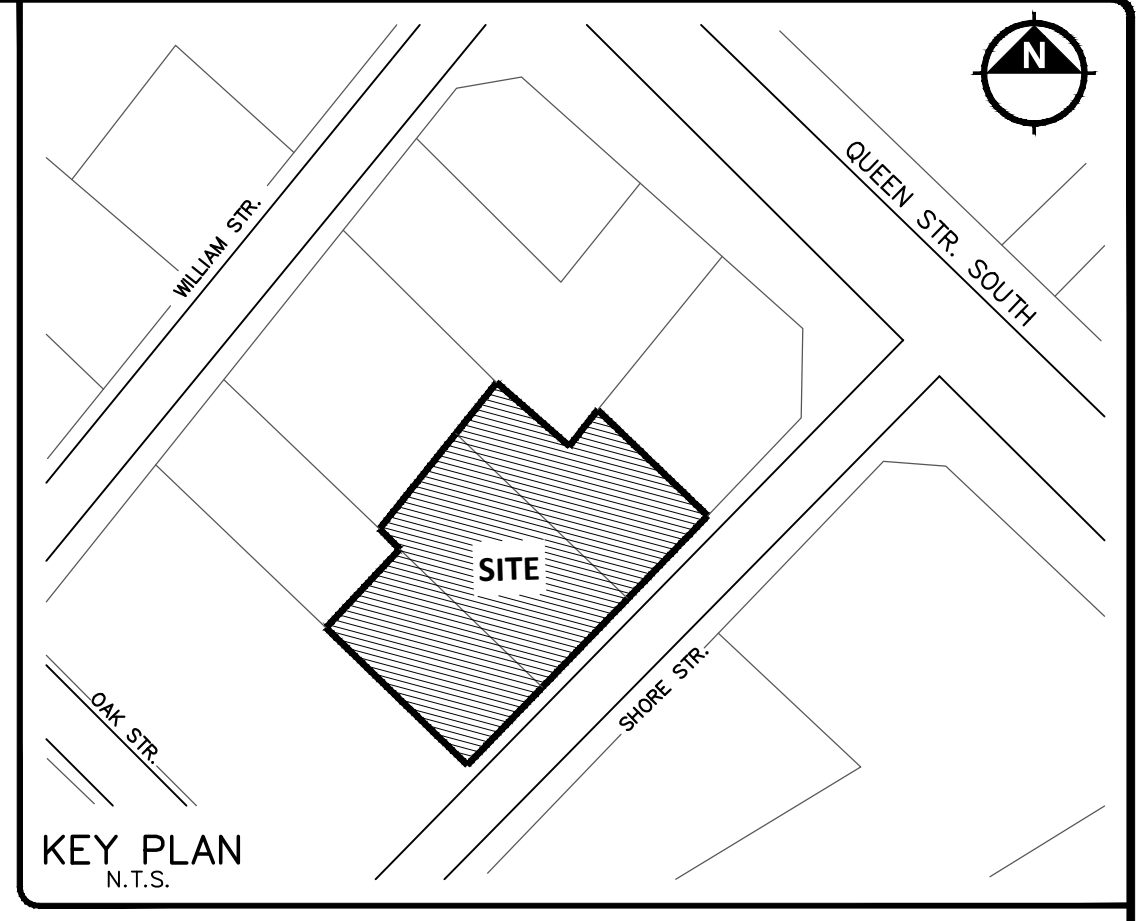 N
QUEEN STR. SOUTH
WILLIAM STR.
SITE
SHORE STR.
OAK STR.
KEY PLAN
N.T.S.